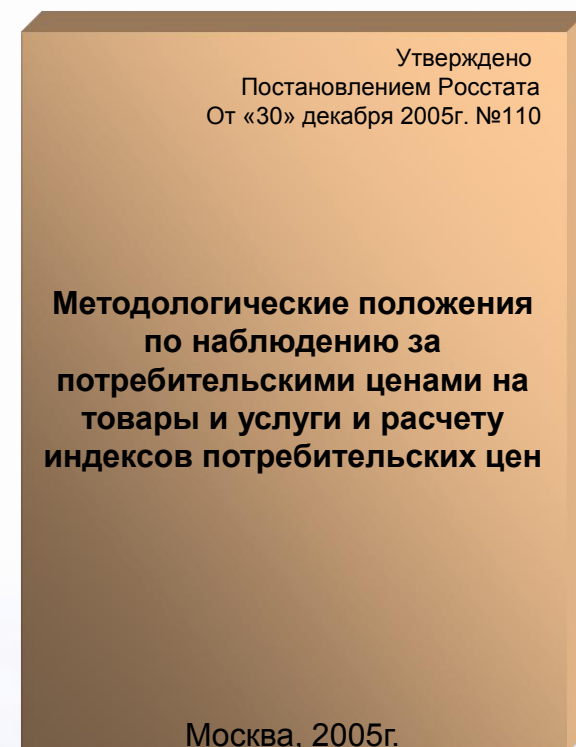 Утверждено
Постановлением Росстата
От «30» декабря 2005г. №110
Методологические положения
по наблюдению за
потребительскими ценами на
товары и услуги и расчету
индексов потребительских цен
Москва, 2005г.